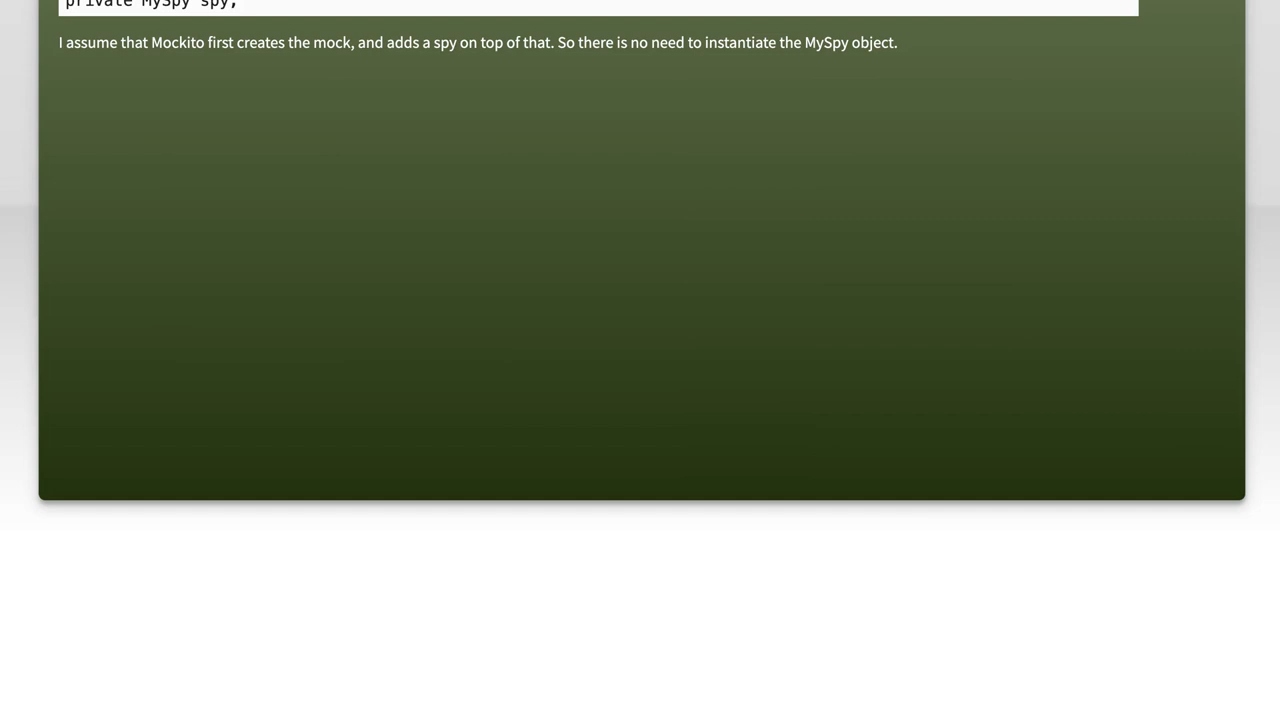 private MySpy spy;
I assume that Mockito first creates the mock, and adds a spy on top of that. So there is no need to instantiate the MySpy object.